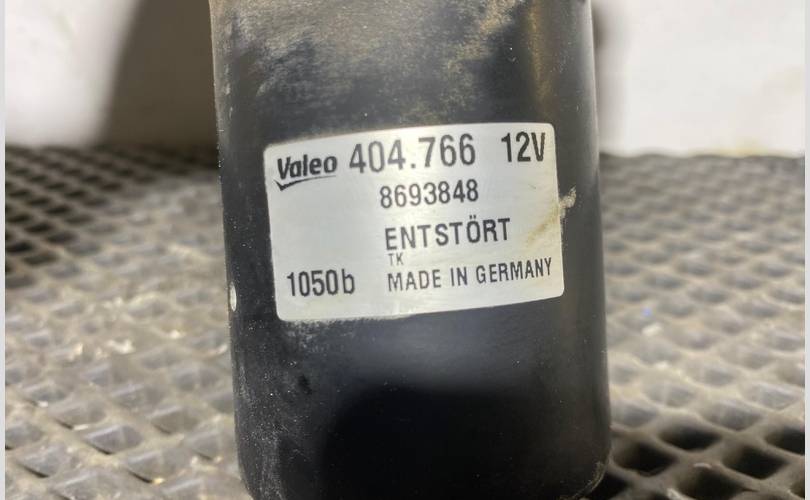 Valeo 404.766 12V
8693848
ENTSTÖRT
TK
1050b MADE IN GERMANY